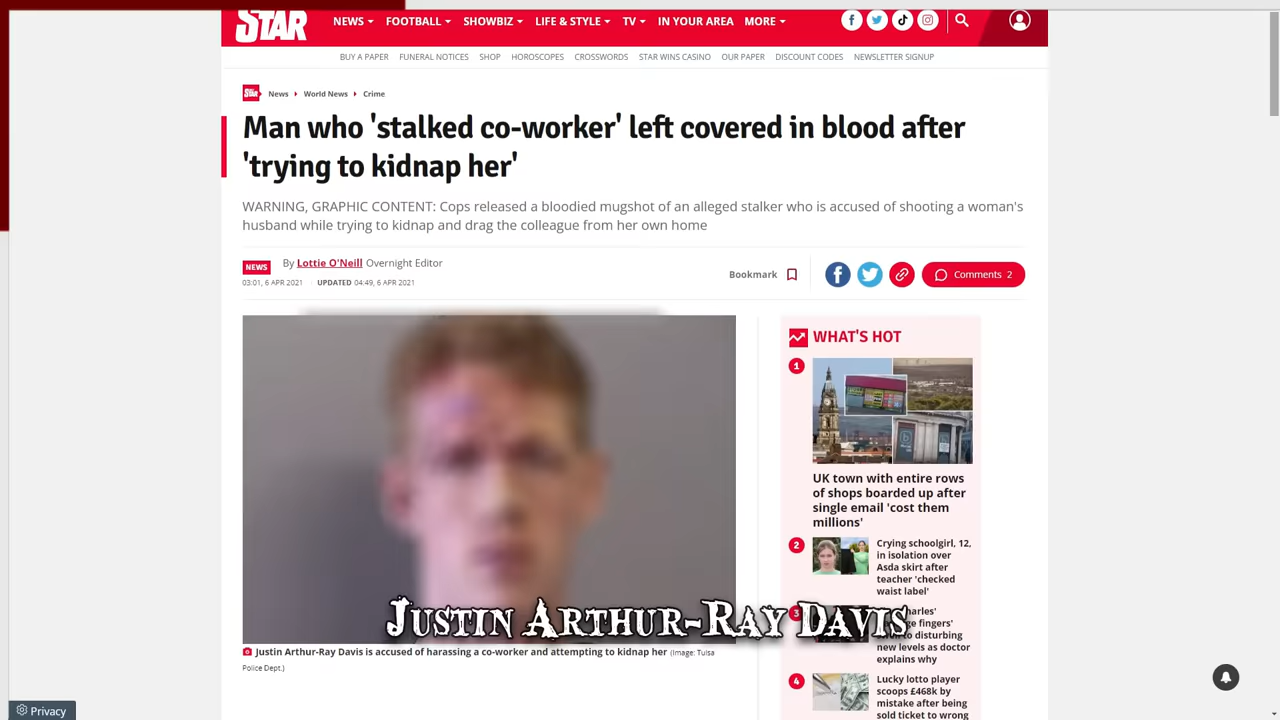 STAR
NEWS FOOTBALL SHOWBIZ LIFE & STYLE TV IN YOUR AREA MORE
BUY A PAPER FUNERAL NOTICES SHOP HOROSCOPES CROSSWORDS STAR WINS CASINO OUR PAPER DISCOUNT CODES NEWSLETTER SIGNUP
STAR News World News Crime
Man who 'stalked co-worker' left covered in blood after
'trying to kidnap her'
WARNING, GRAPHIC CONTENT: Cops released a bloodied mugshot of an alleged stalker who is accused of shooting a woman's
husband while trying to kidnap and drag the colleague from her own home
NEWS
By Lottie O'Neill Overnight Editor
03:01, 6 APR 2021 UPDATED 04:49, 6 APR 2021
Bookmark
Comments 2
JUSTIN ARTHUR-RAY DAVIS
Justin Arthur-Ray Davis is accused of harassing a co-worker and attempting to kidnap her (Image: Tulsa
Police Dept.)
WHAT'S HOT
1
UK town with entire rows
of shops boarded up after
single email 'cost them
millions'
2
Crying schoolgirl, 12,
in isolation over
Asda skirt after
teacher 'checked
waist label'
3
fingers'
to disturbing
new levels as doctor
explains why
4
Lucky lotto player
scoops £468k by
mistake after being
sold ticket to wrong
Privacy